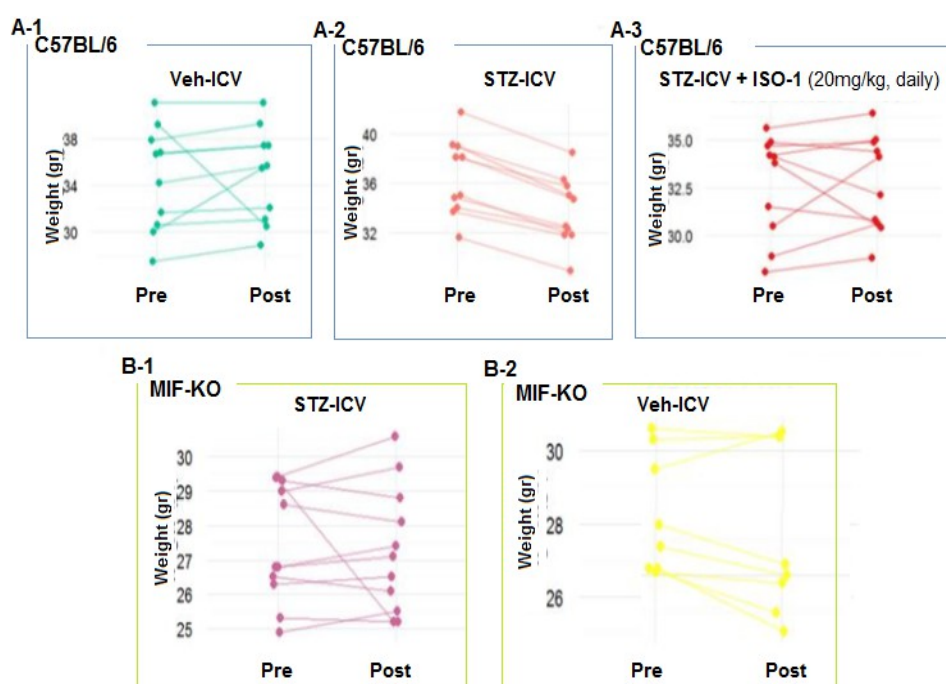 A-1
C57BL/6
Veh-ICV
38
34
30
Weight (gr)
Pre
Post
A-2
C57BL/6
STZ-ICV
40
36
32
Weight (gr)
Pre
Post
A-3
C57BL/6
STZ-ICV + ISO-1 (20mg/kg, daily)
35.0
32.5
30.0
Weight (gr)
Pre
Post
B-1
MIF-KO
STZ-ICV
30
29
28
27
26
25
Weight (gr)
Pre
Post
B-2
MIF-KO
Veh-ICV
30
28
26
Weight (gr)
Pre
Post